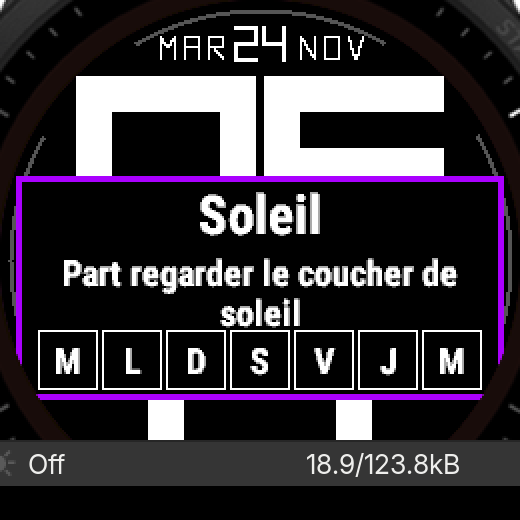 MAR 24 NOV
Soleil
Part regarder le coucher de
soleil
M L D S V J M
Off 18.9/123.8kB